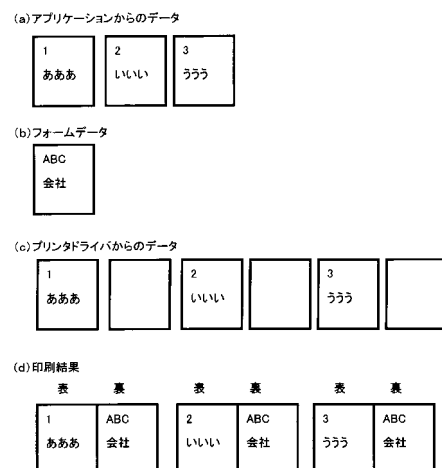 (a)アプリケーションからのデータ
1 2 3
あああ いいい ううう
(b)フォームデータ
ABC
会社
(c)プリンタドライバからのデータ
1 2 3
あああ いいい ううう
(d)印刷結果
表 裏 表 裏 表 裏
1 ABC 2 ABC 3 ABC
あああ 会社 いいい 会社 ううう 会社